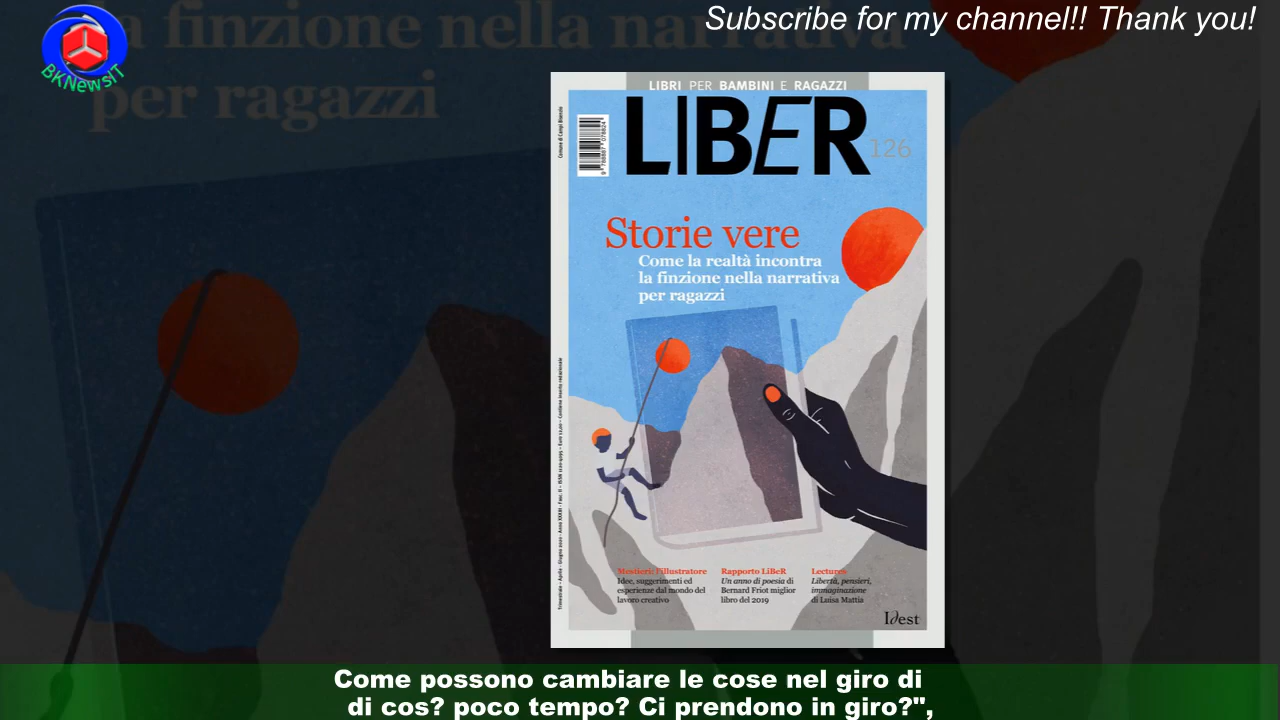 Subscribe for my channel!! Thank you!
BKNewsIT
la finzione nella narrativa
per ragazzi
LIBRI PER BAMBINI E RAGAZZI
LIBER 126
Storie vere
Come la realtà incontra
la finzione nella narrativa
per ragazzi
Mestieri: l'illustratore
Idee, suggerimenti ed
esperienze dal mondo del
lavoro creativo
Rapporto LiBeR
Un anno di poesia di
Bernard Friot miglior
libro del 2019
Lectures
Libertà, pensieri,
immaginazione
di Luisa Mattia
Idest
Come possono cambiare le cose nel giro di
di cos? poco tempo? Ci prendono in giro?",